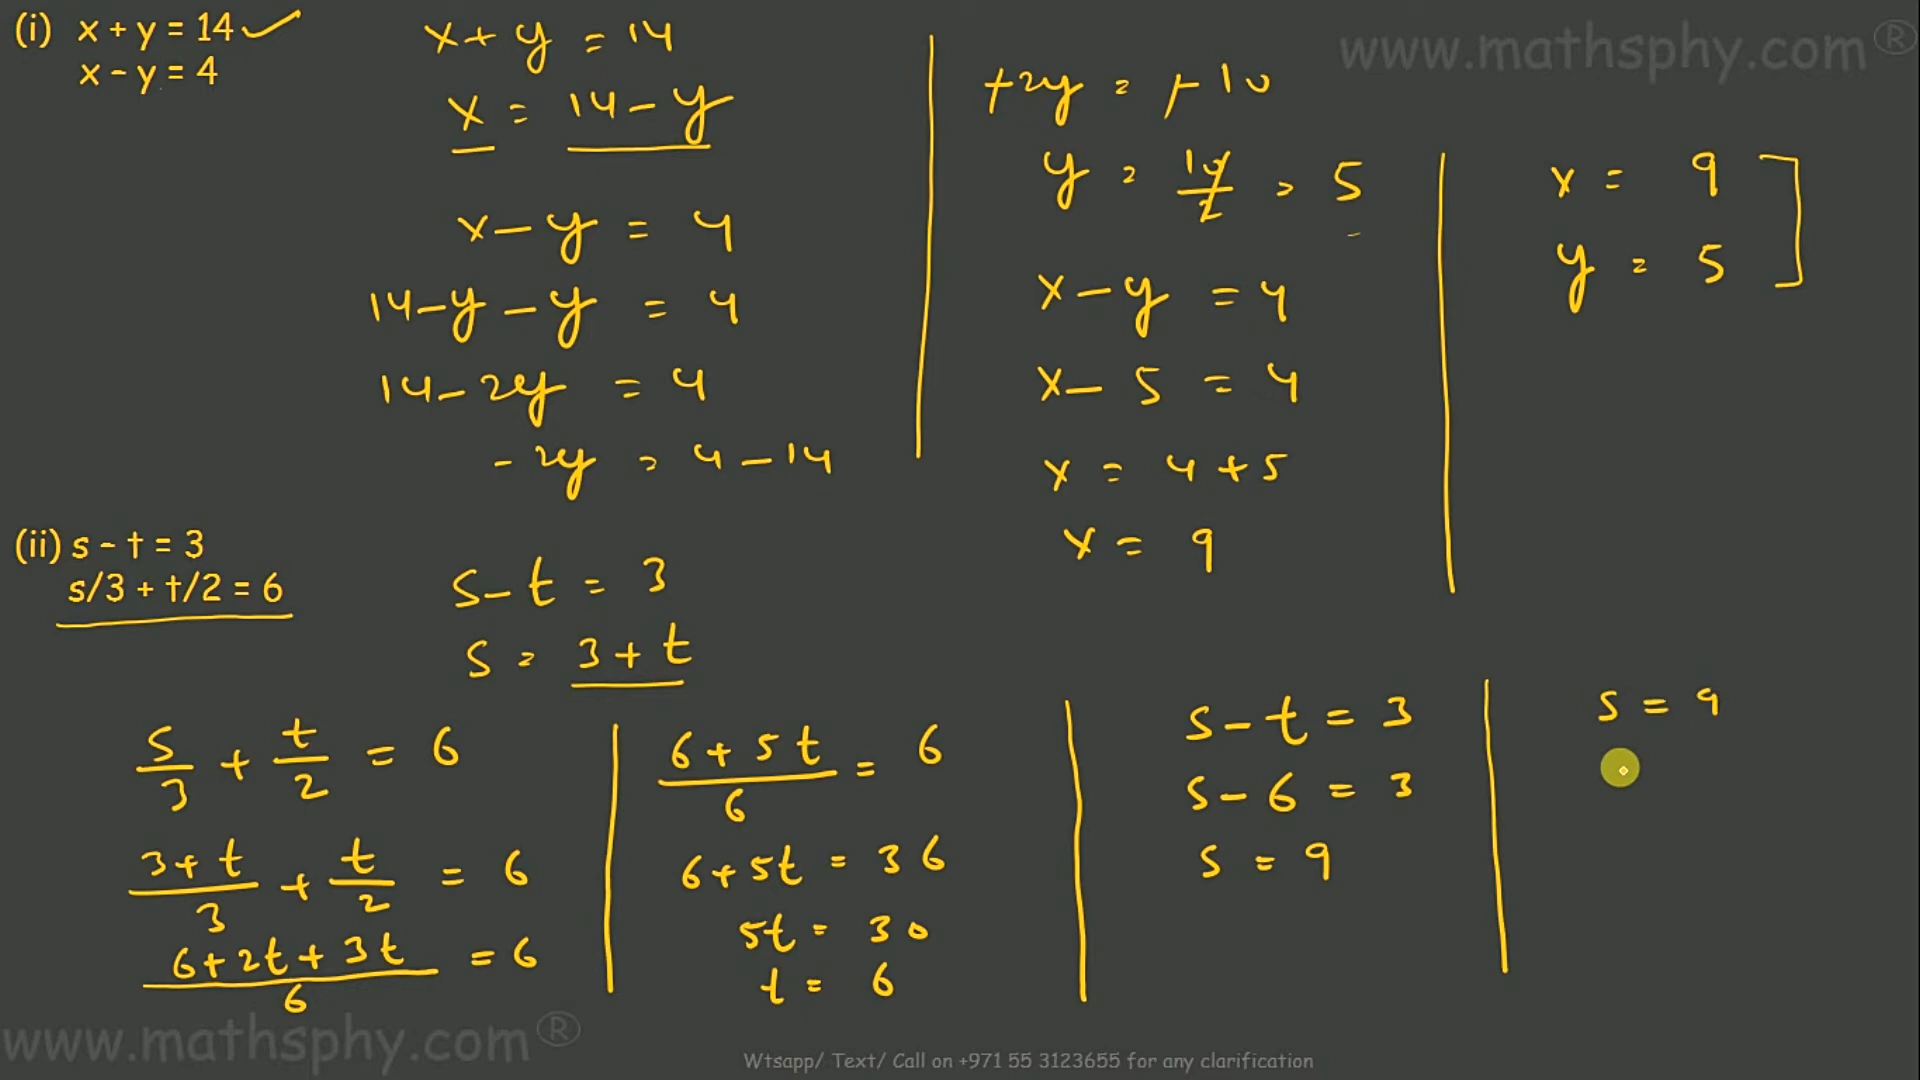 (i) x + y = 14
x - y = 4
x + y = 14
x = 14 - y
x - y = 4
14 - y - y = 4
14 - 2y = 4
- 2y = 4 - 14
+2y = +10
y = 10/2 = 5
x - y = 4
x - 5 = 4
x = 4 + 5
x = 9
x = 9
y = 5
(ii) s - t = 3
s/3 + t/2 = 6
s - t = 3
s = 3 + t
s/3 + t/2 = 6
3 + t/3 + t/2 = 6
6 + 2t + 3t/6 = 6
6 + 5t/6 = 6
6 + 5t = 36
5t = 30
t = 6
s - t = 3
s - 6 = 3
s = 9
s = 9
www.mathsphy.com®
www.mathsphy.com®
Wtsapp/ Text/ Call on +971 55 3123655 for any clarification